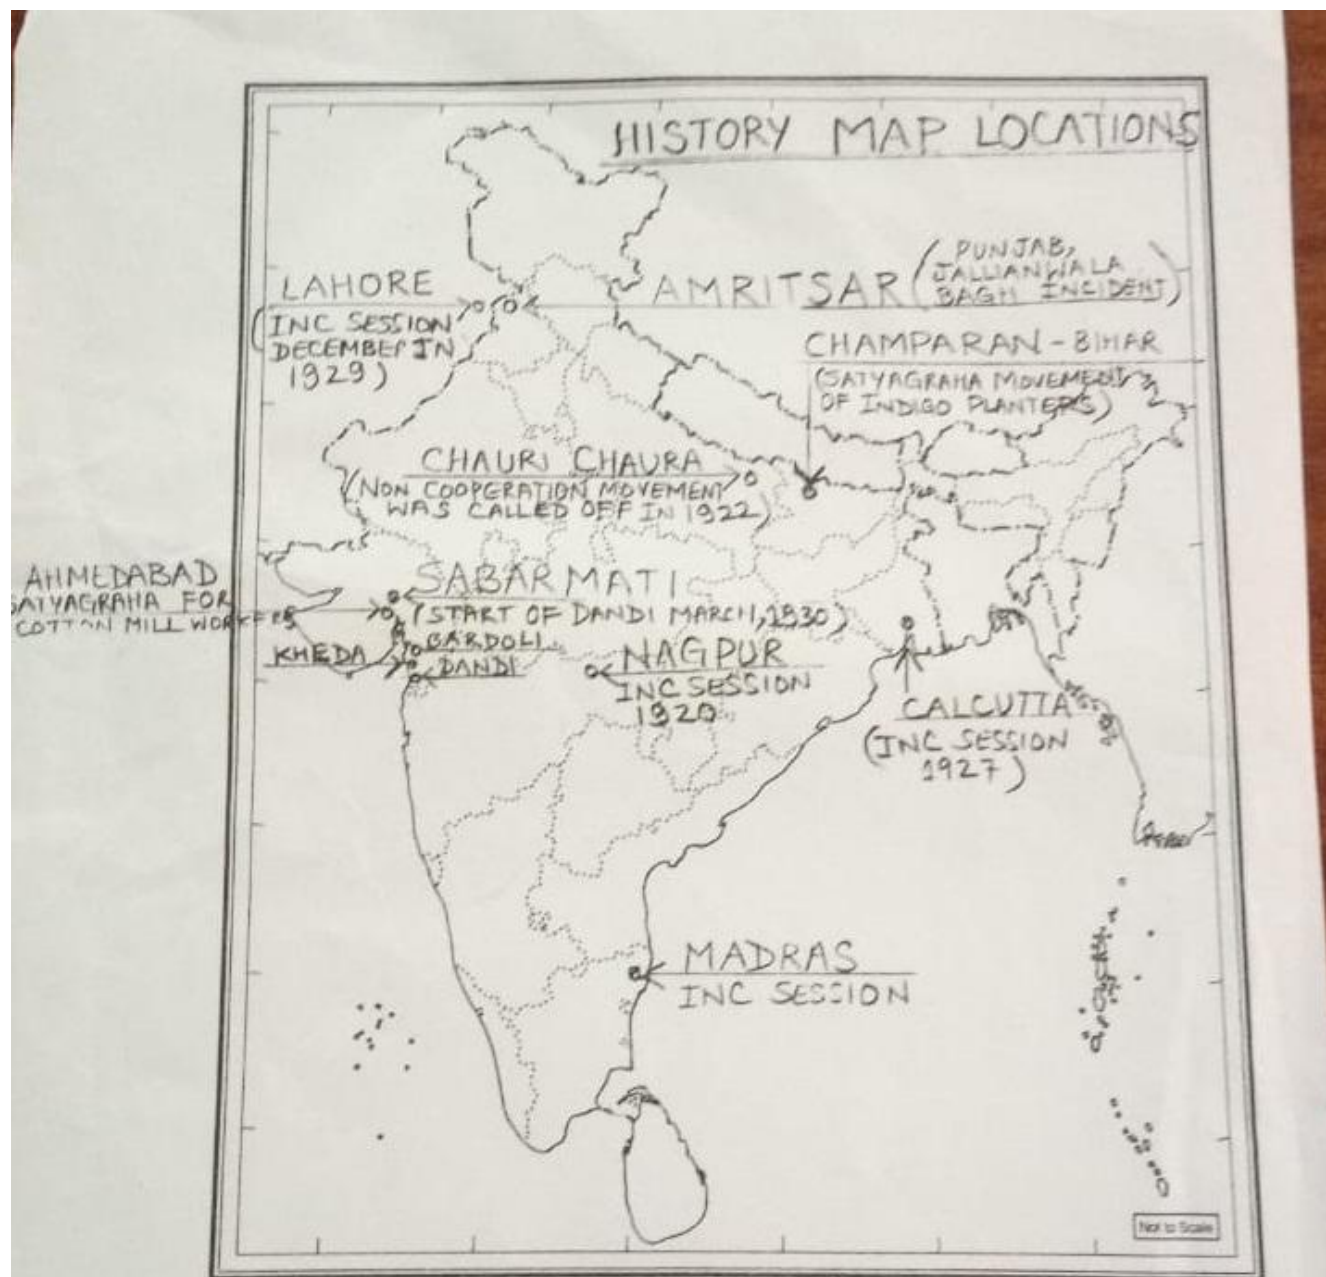 HISTORY MAP LOCATIONS
LAHORE
(INC SESSION
DECEMBER IN
1929)
AMRITSAR (PUNJAB,
JALLIANWALA
BAGH INCIDENT)
CHAMPARAN - BIHAR
(SATYAGRAHA MOVEMENT
OF INDIGO PLANTERS)
CHAURI CHAURA
(NON COOPERATION MOVEMENT
WAS CALLED OFF IN 1922)
AHMEDABAD
SATYAGRAHA FOR
COTTON MILL WORKERS
SABARMATI
(START OF DANDI MARCH, 1930)
BARDOLI
KHEDA
DANDI
NAGPUR
INC SESSION
1920
CALCUTTA
(INC SESSION
1927)
MADRAS
INC SESSION
Not to Scale